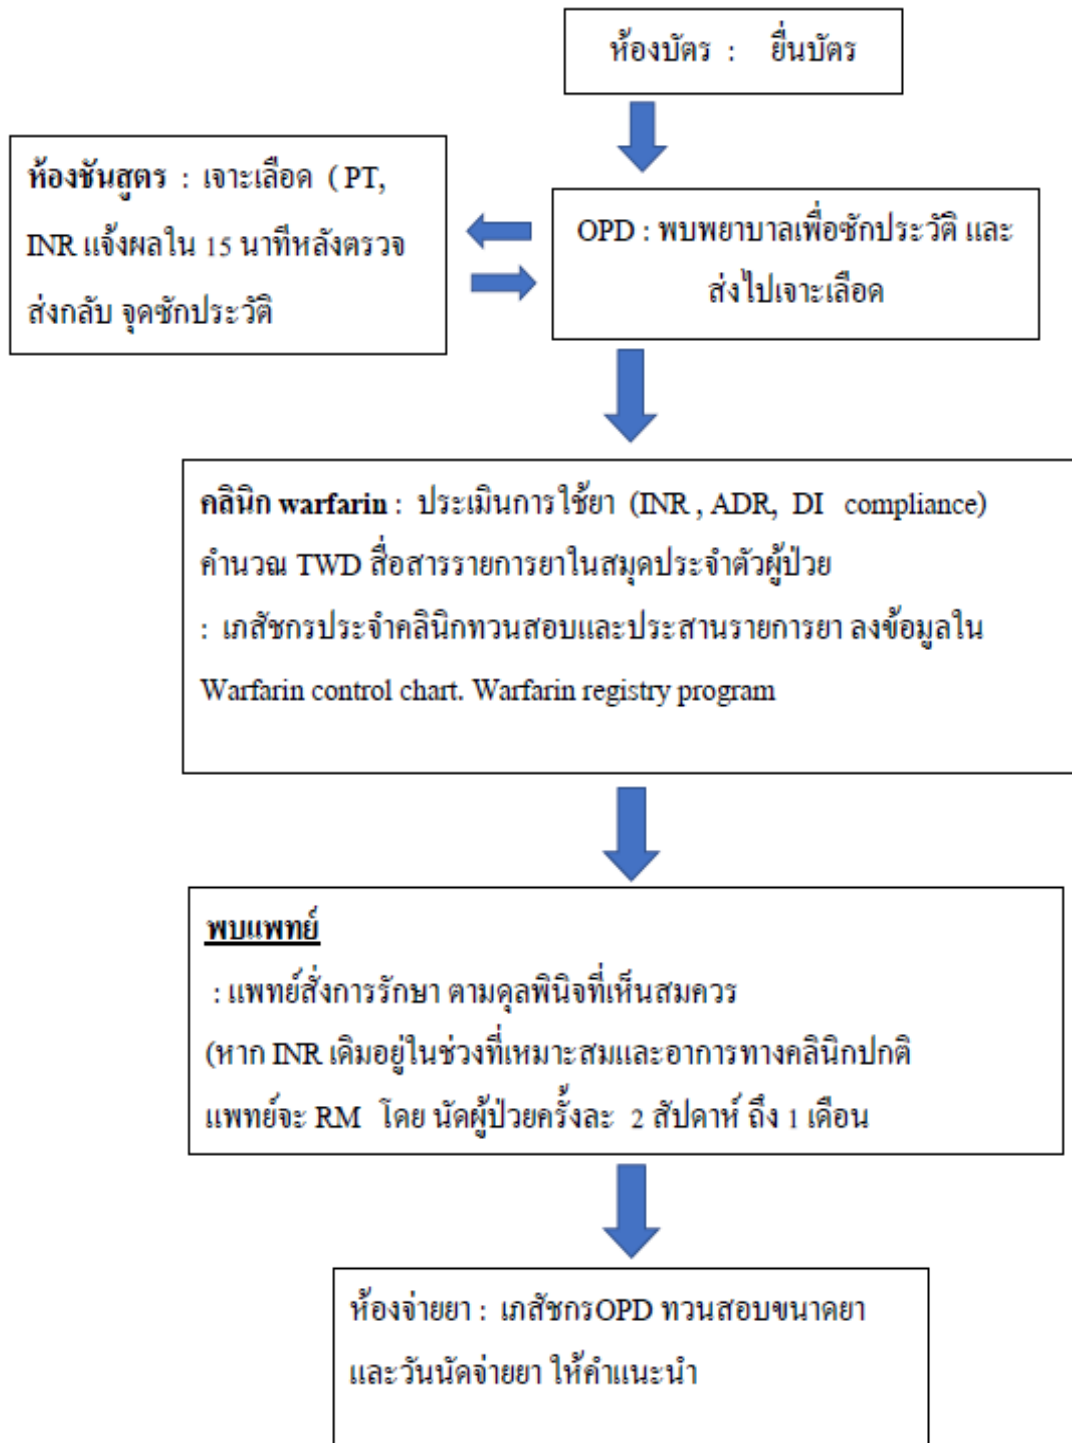 ห้องบัตร : ยื่นบัตร
ห้องชันสูตร : เจาะเลือด ( PT,
INR แจ้งผลใน 15 นาทีหลังตรวจ
ส่งกลับ จุดซักประวัติ
OPD : พบพยาบาลเพื่อซักประวัติ และ
ส่งไปเจาะเลือด
คลินิก warfarin : ประเมินการใช้ยา (INR , ADR, DI compliance)
คำนวณ TWD สื่อสารรายการยาในสมุดประจำตัวผู้ป่วย
: เภสัชกรประจำคลินิกทวนสอบและประสานรายการยา ลงข้อมูลใน
Warfarin control chart. Warfarin registry program
พบแพทย์
: แพทย์สั่งการรักษา ตามดุลพินิจที่เห็นสมควร
(หาก INR เดิมอยู่ในช่วงที่เหมาะสมและอาการทางคลินิกปกติ
แพทย์จะ RM โดย นัดผู้ป่วยครั้งละ 2 สัปดาห์ ถึง 1 เดือน
ห้องจ่ายยา : เภสัชกรOPD ทวนสอบขนาดยา
และวันนัดจ่ายยา ให้คำแนะนำ